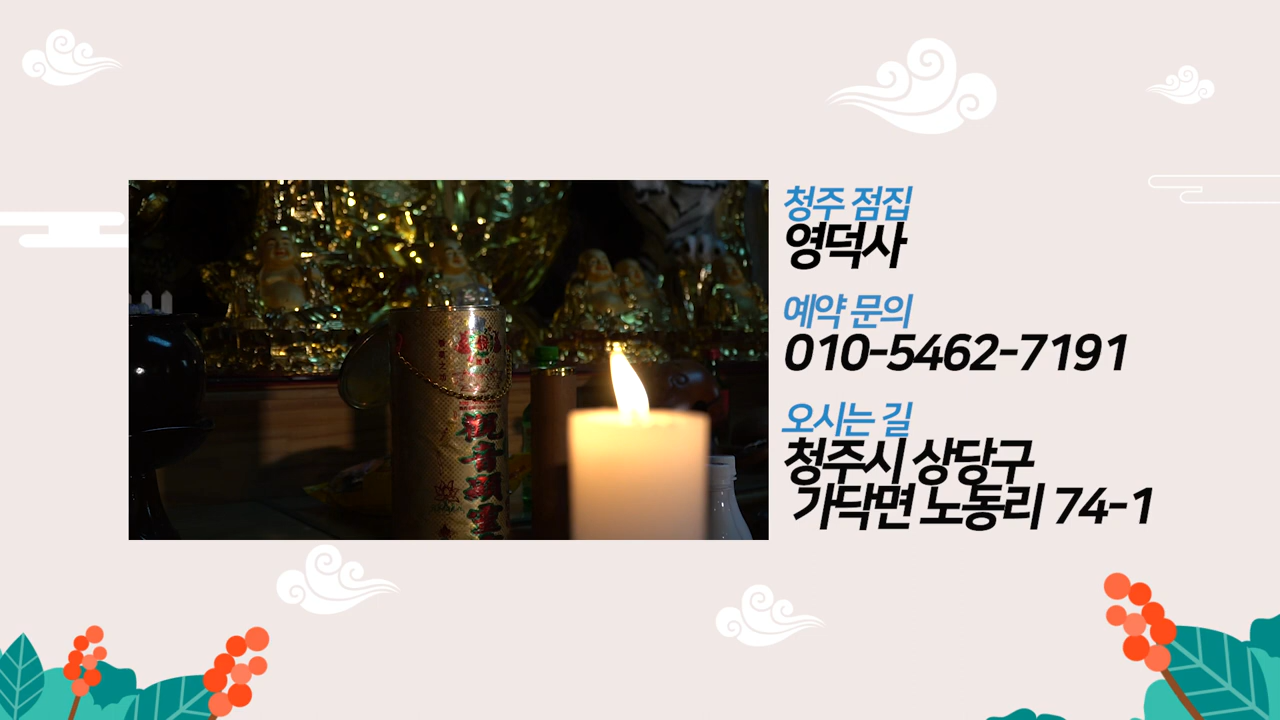 청주 점집
영덕사
예약 문의
010-5462-7191
오시는 길
청주시 상당구
가덕면 노동리 74-1